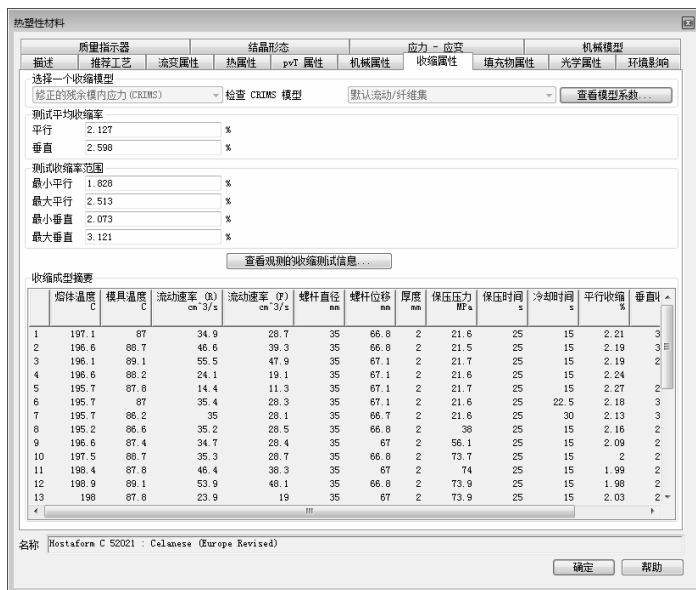 热塑性材料
质量指示器 结晶形态 应力 - 应变 机械模型
描述 推荐工艺 流变属性 热属性 pvT 属性 机械属性 收缩属性 填充物属性 光学属性 环境影响
选择一个收缩模型
修正的残余模内应力(CRIMS) 检查 CRIMS 模型 默认流动/纤维集 查看模型系数...
测试平均收缩率
平行 2.127 %
垂直 2.598 %
测试收缩率范围
最小平行 1.828 %
最大平行 2.513 %
最小垂直 2.073 %
最大垂直 3.121 %
查看观测的收缩测试信息...
收缩成型摘要
熔体温度 模具温度 流动速率 (R) 流动速率 (F) 螺杆直径 螺杆位移 厚度 保压压力 保压时间 冷却时间 平行收缩 垂直
C C cm^3/s cm^3/s mm mm mm MPa s s %
1 197.1 87 34.9 28.7 35 66.8 2 21.6 25 15 2.21 3
2 196.6 88.7 46.6 39.3 35 66.8 2 21.5 25 15 2.19 3
3 196.1 89.1 55.5 47.9 35 67.1 2 21.7 25 15 2.19 2
4 196.6 88.2 24.1 19.1 35 67.1 2 21.6 25 15 2.24
5 195.7 87.8 14.4 11.3 35 67.1 2 21.7 25 15 2.27 2
6 195.7 87 35.4 28.3 35 67.1 2 21.6 25 22.5 2.18 3
7 195.7 86.2 35 28.1 35 66.7 2 21.6 25 30 2.13 3
8 195.2 86.6 35.2 28.5 35 66.8 2 38 25 15 2.16 2
9 196.6 87.4 34.7 28.4 35 67 2 56.1 25 15 2.09 2
10 197.5 88.7 35.3 28.7 35 66.8 2 73.7 25 15 2 2
11 198.4 87.8 46.4 38.3 35 67 2 74 25 15 1.99 2
12 198.9 89.1 53.9 48.1 35 66.8 2 73.9 25 15 1.98 2
13 198 87.8 23.9 19 35 67 2 73.9 25 15 2.03 2
名称 Hostaform C 52021 : Celanese (Europe Revised)
确定 帮助